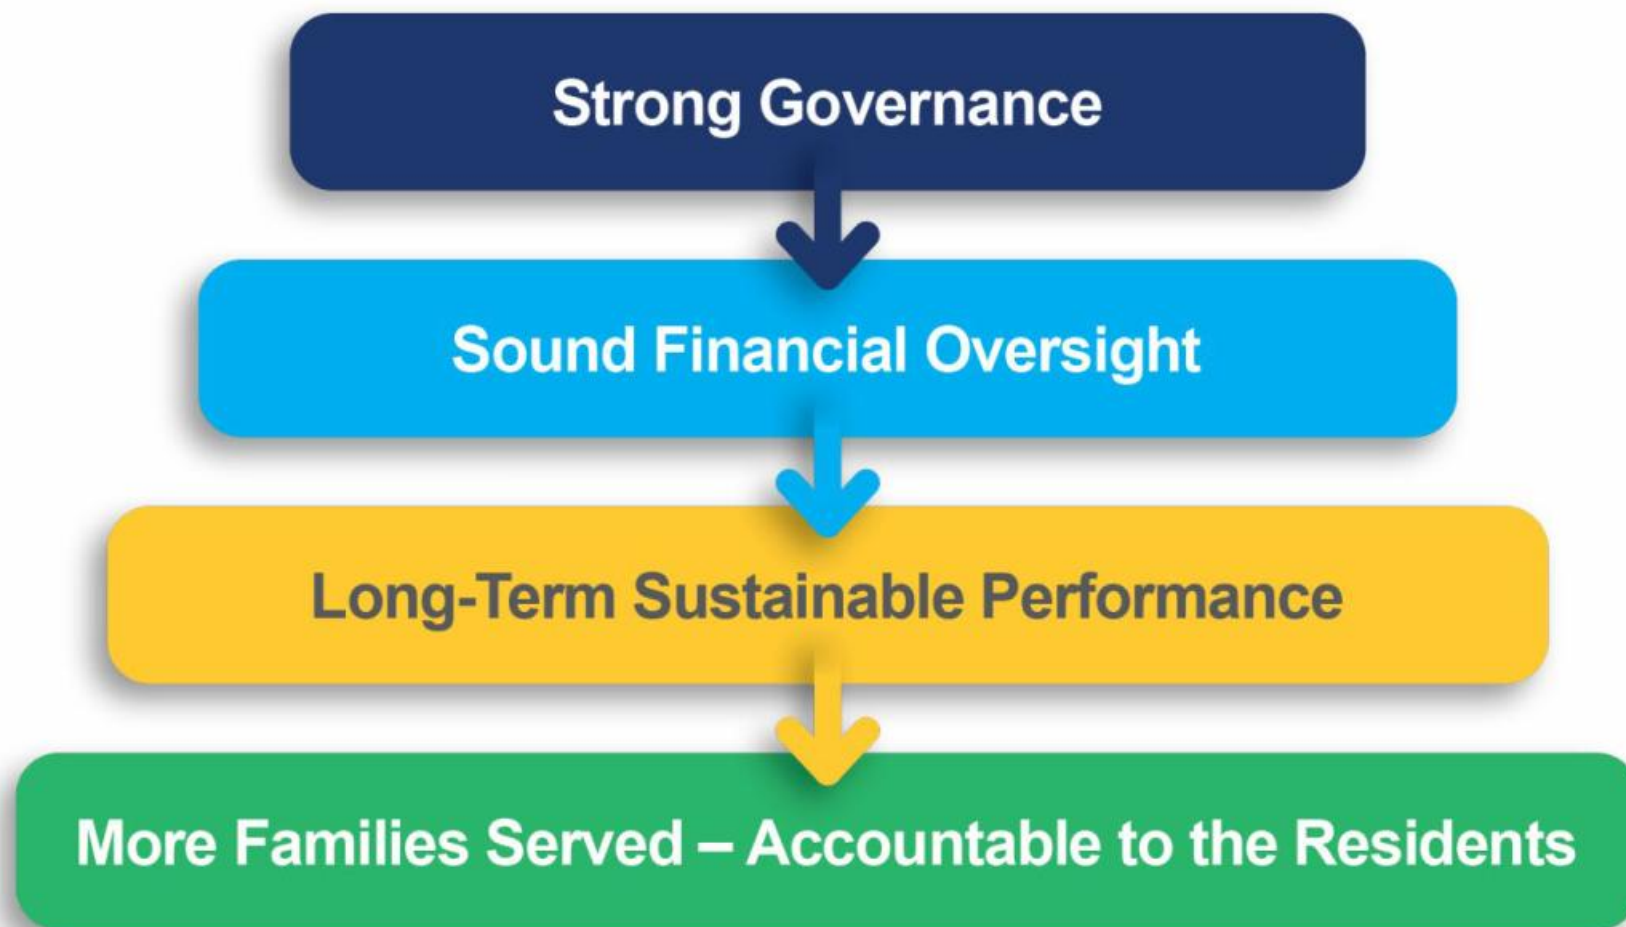 Strong Governance
Sound Financial Oversight
Long-Term Sustainable Performance
More Families Served – Accountable to the Residents